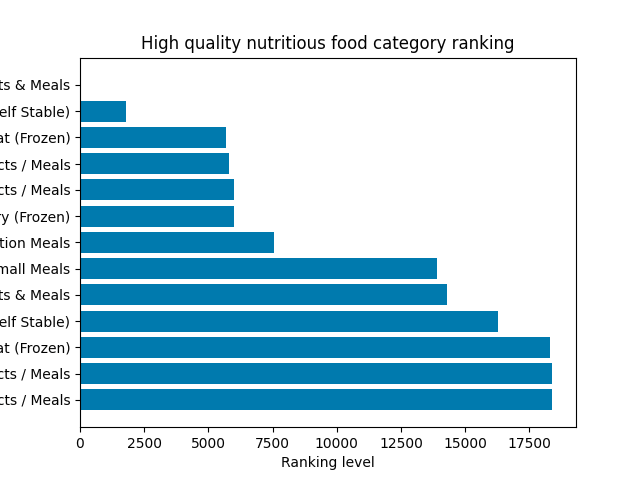 High quality nutritious food category ranking
ts & Meals
elf Stable)
at (Frozen)
cts / Meals
cts / Meals
ry (Frozen)
tion Meals
mall Meals
ts & Meals
elf Stable)
at (Frozen)
cts / Meals
cts / Meals
0 2500 5000 7500 10000 12500 15000 17500
Ranking level